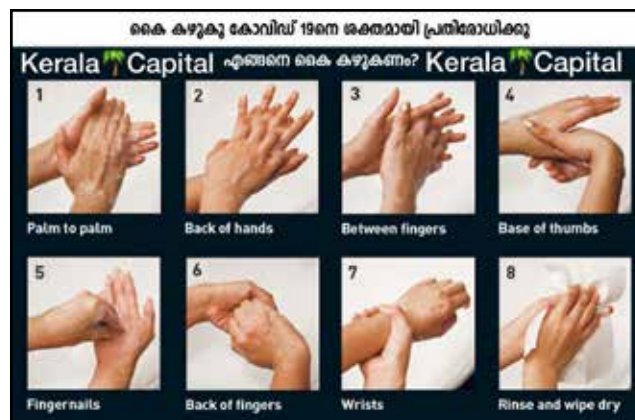 കൈ കഴുകൂ കോവിഡ് 19നെ ശക്തമായി പ്രതിരോധിക്കൂ
Kerala Capital എങ്ങനെ കൈ കഴുകണം? Kerala Capital
1 2 3 4
Palm to palm Back of hands Between fingers Base of thumbs
5 6 7 8
Fingernails Back of fingers Wrists Rinse and wipe dry